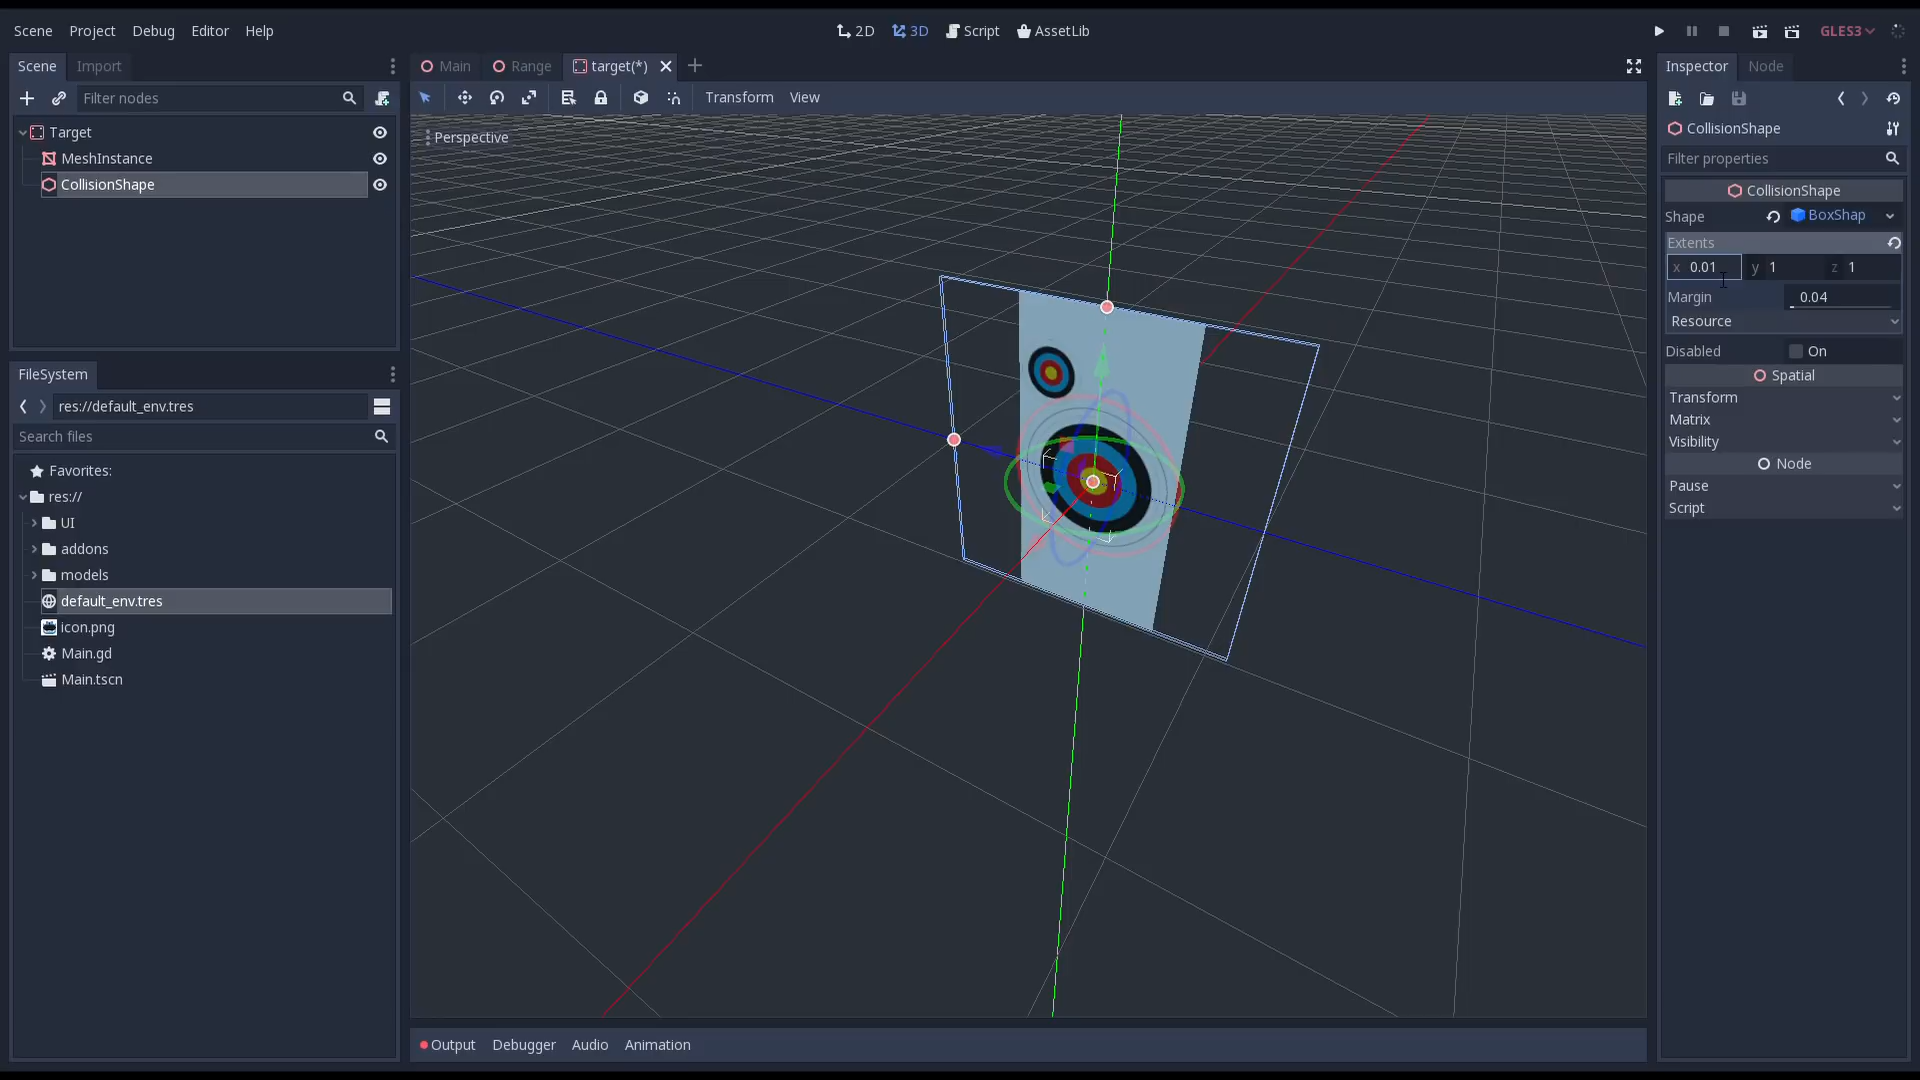 Scene Project Debug Editor Help
2D 3D Script AssetLib
GLES3
Scene Import
Filter nodes
Target
MeshInstance
CollisionShape
FileSystem
res://default_env.tres
Search files
Favorites:
res://
UI
addons
models
default_env.tres
icon.png
Main.gd
Main.tscn
Main Range target(*)
Transform View
Perspective
Output Debugger Audio Animation
Inspector Node
CollisionShape
Filter properties
CollisionShape
Shape BoxShap
Extents
x 0.01 y 1 z 1
Margin 0.04
Resource
Disabled On
Spatial
Transform
Matrix
Visibility
Node
Pause
Script